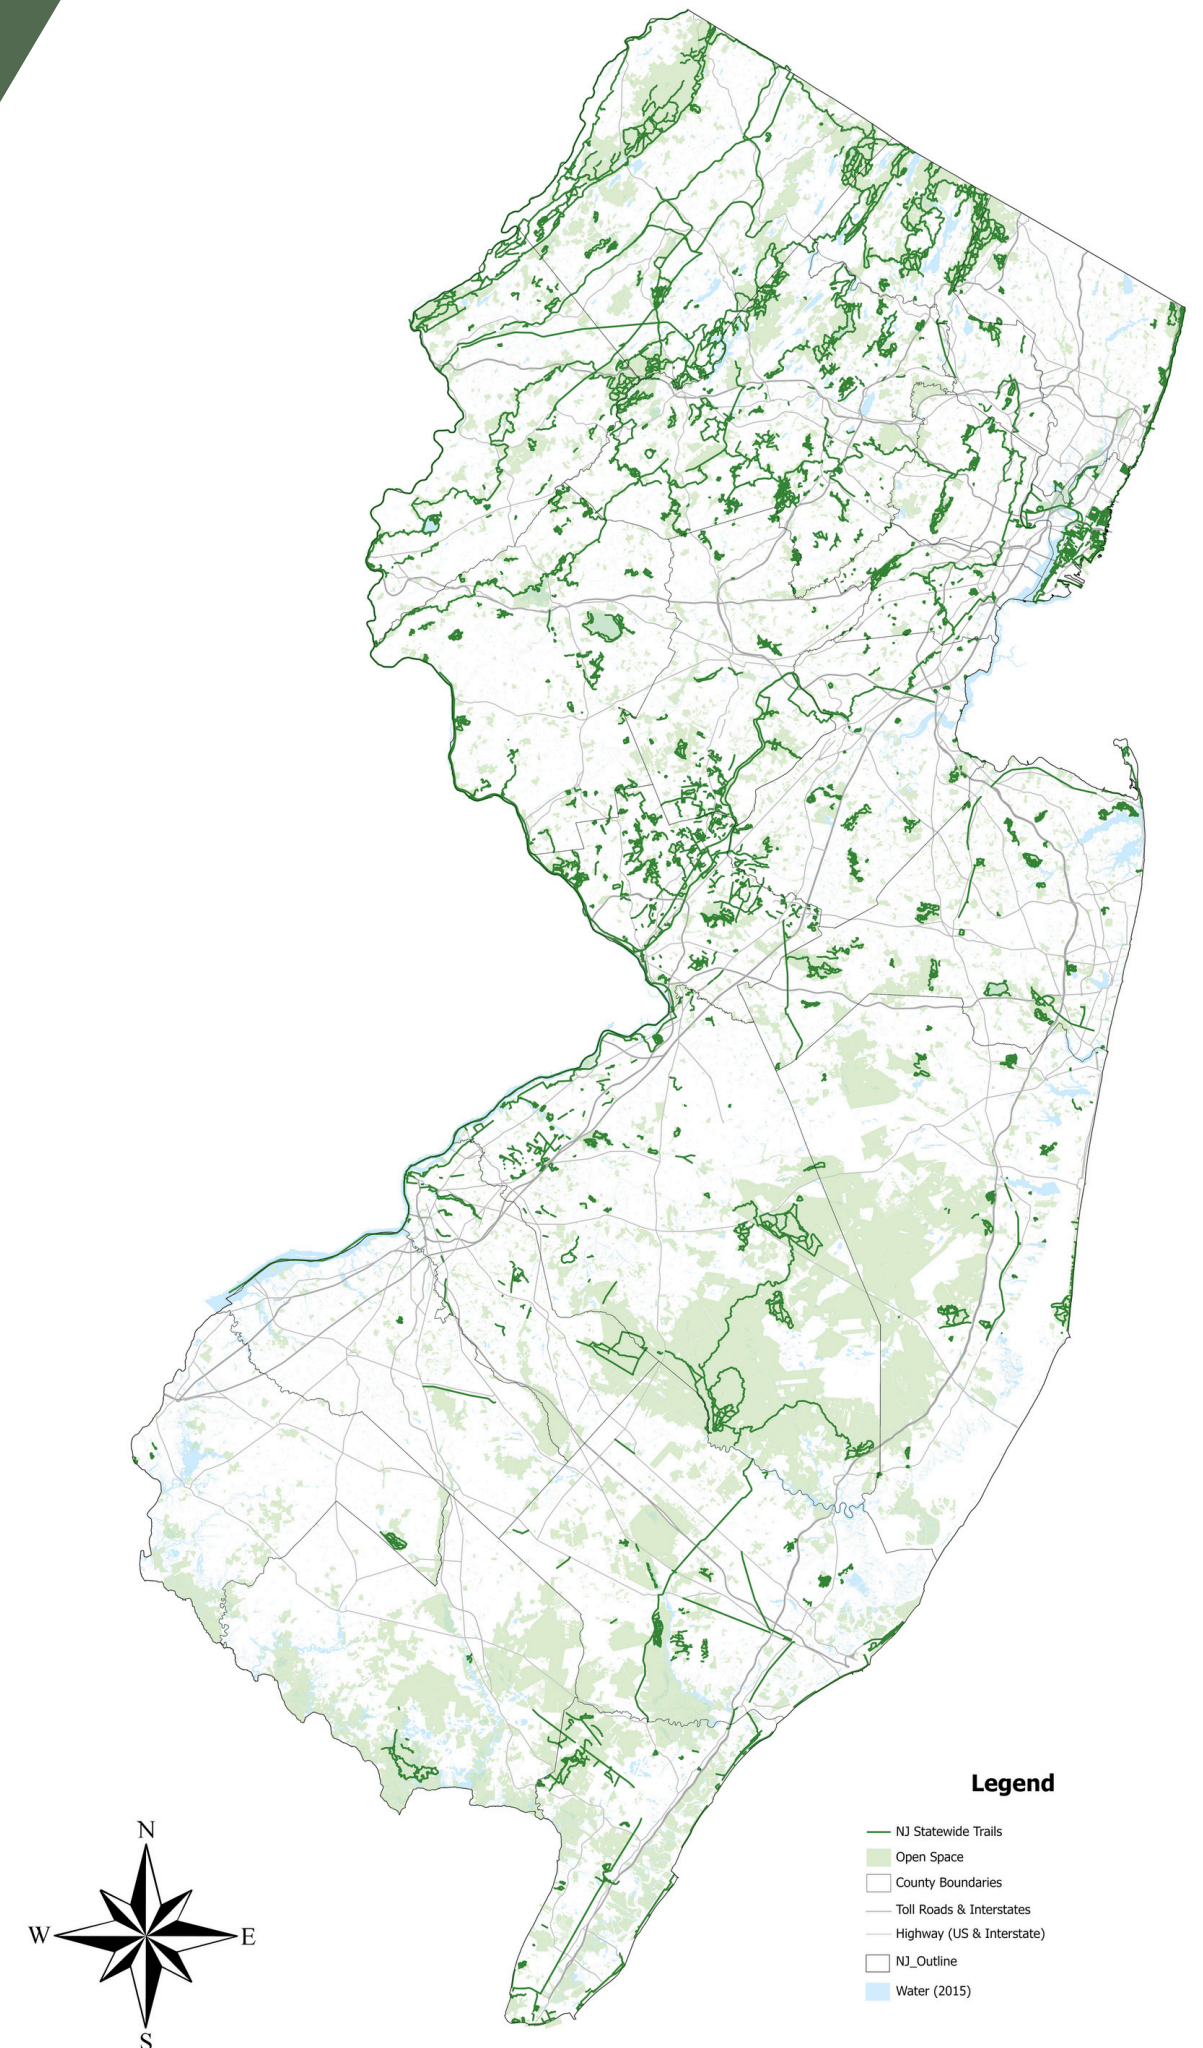 Legend
NJ Statewide Trails
Open Space
County Boundaries
Toll Roads & Interstates
Highway (US & Interstate)
NJ_Outline
Water (2015)
N
W
E
S